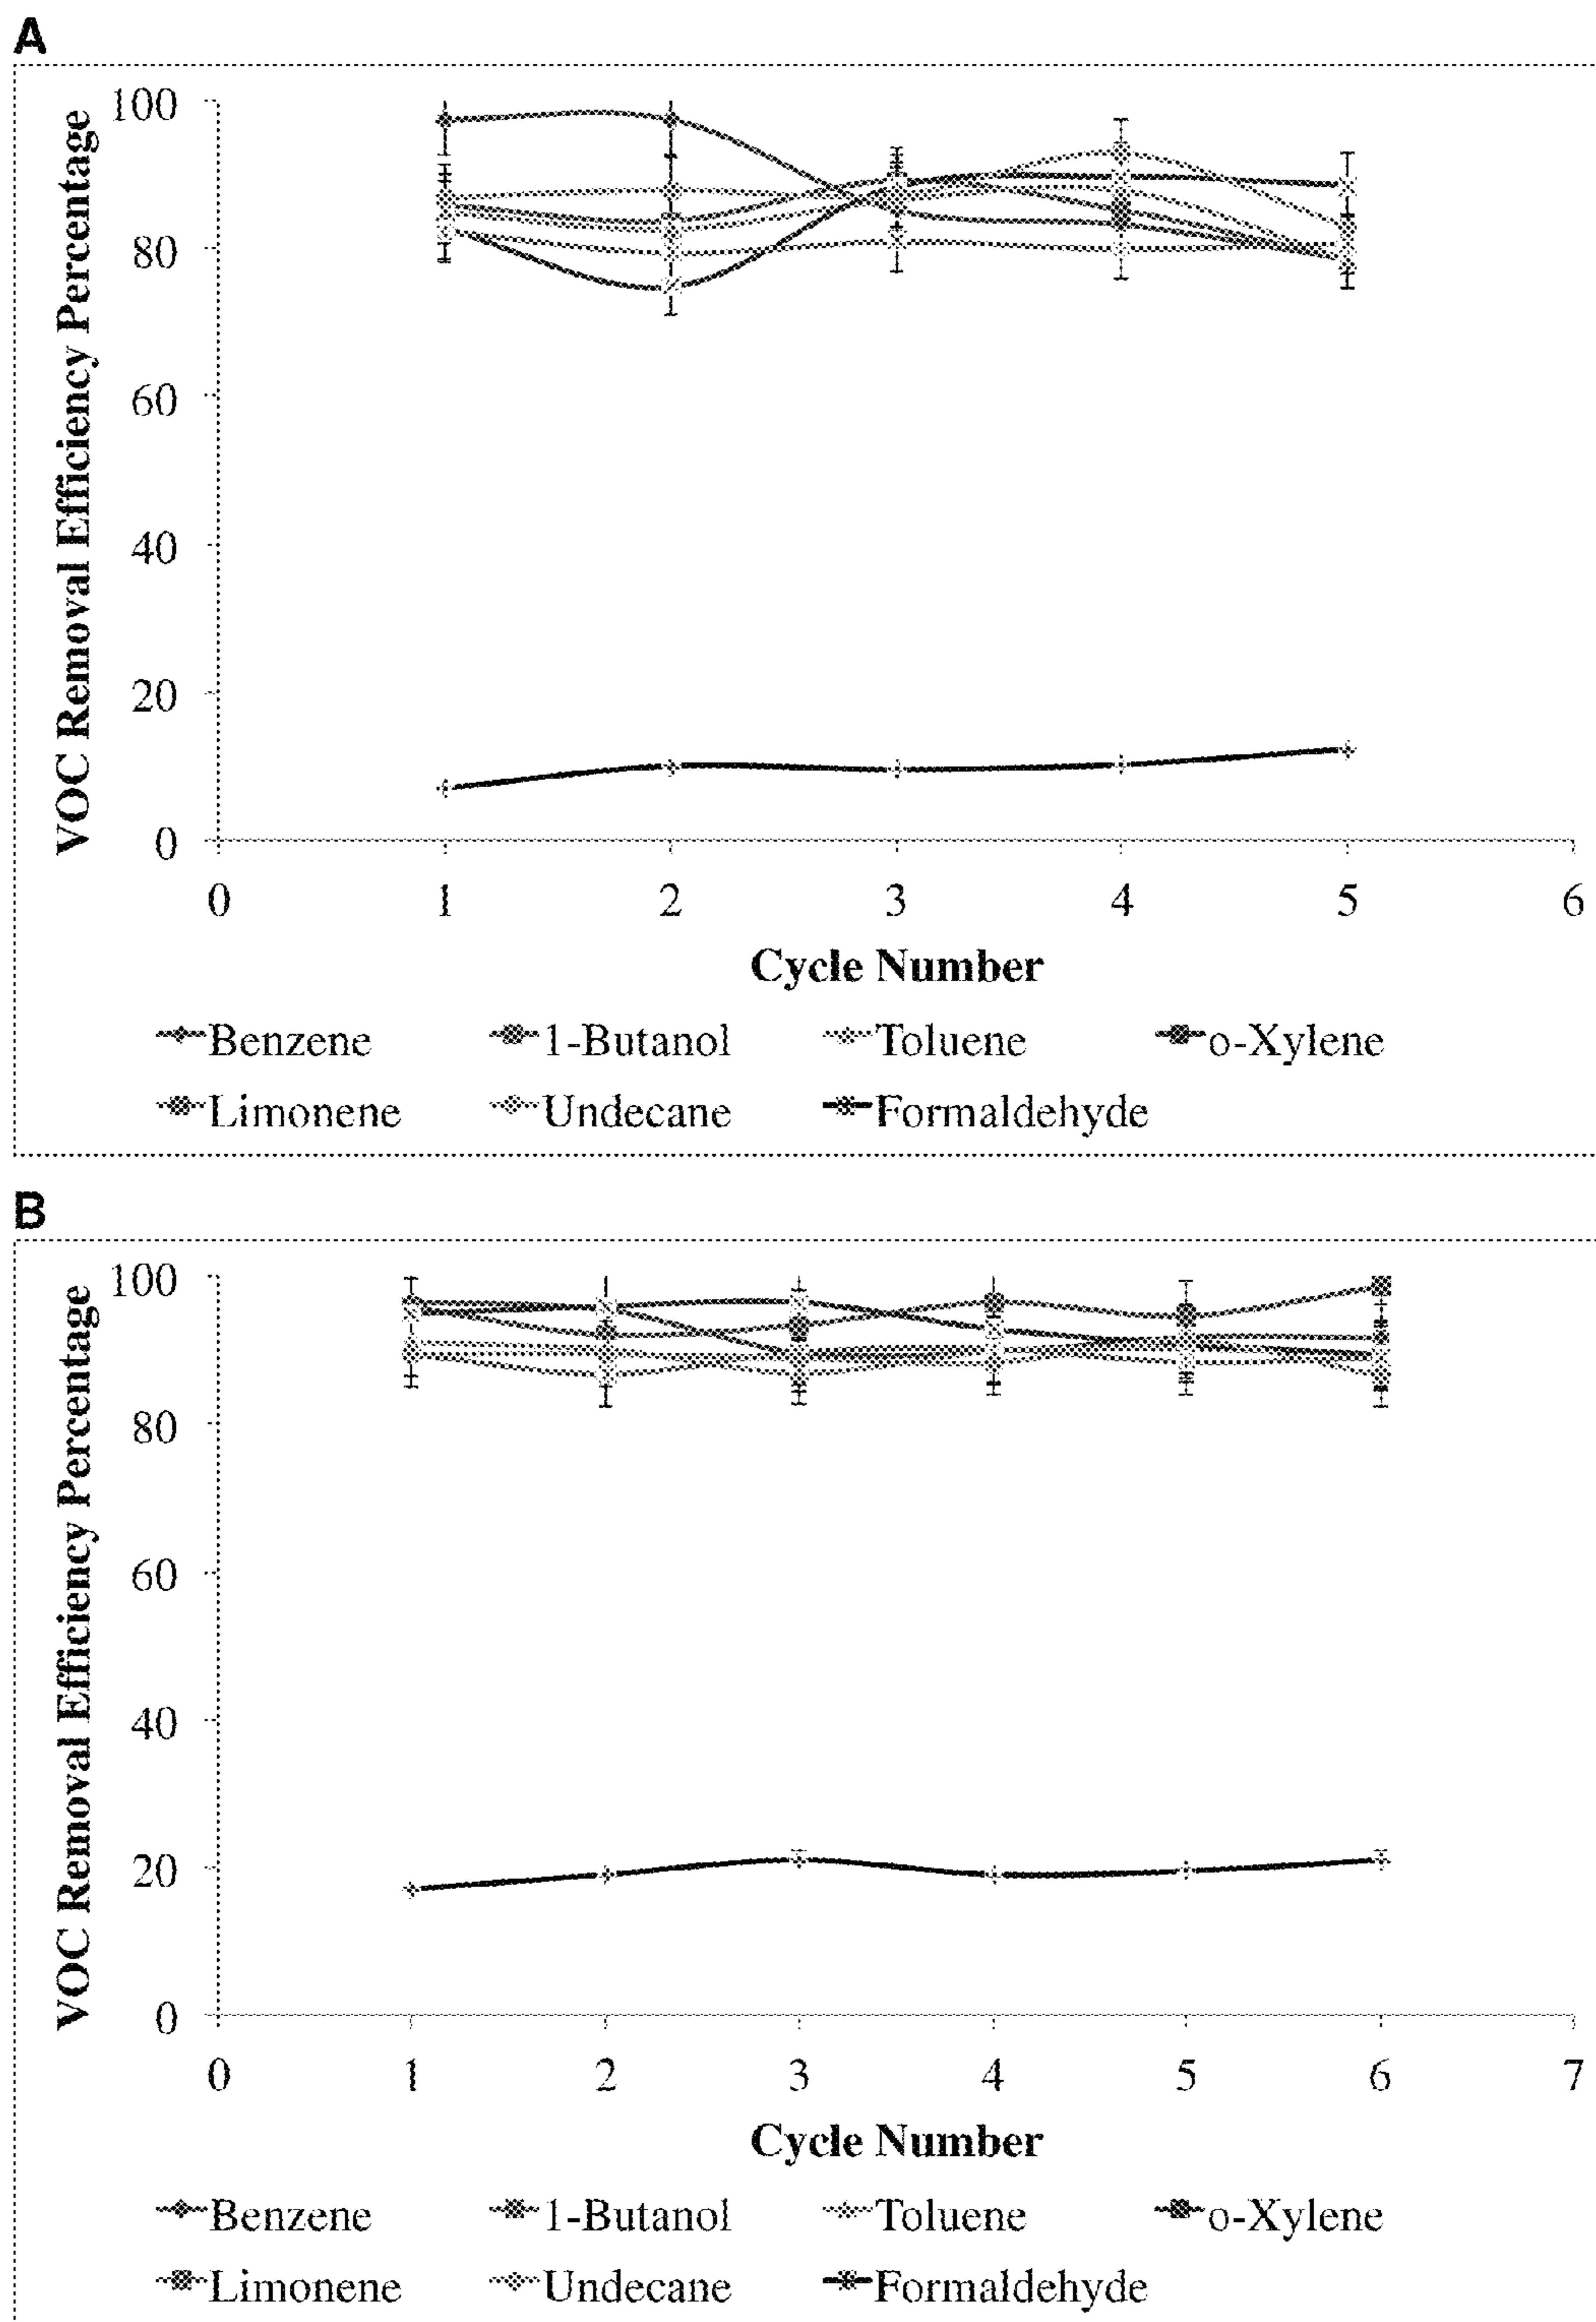 A
VOC Removal Efficiency Percentage
100
80
60
40
20
0
0 1 2 3 4 5 6
Cycle Number
Benzene 1-Butanol Toluene o-Xylene
Limonene Undecane Formaldehyde
B
VOC Removal Efficiency Percentage
100
80
60
40
20
0
0 1 2 3 4 5 6 7
Cycle Number
Benzene 1-Butanol Toluene o-Xylene
Limonene Undecane Formaldehyde